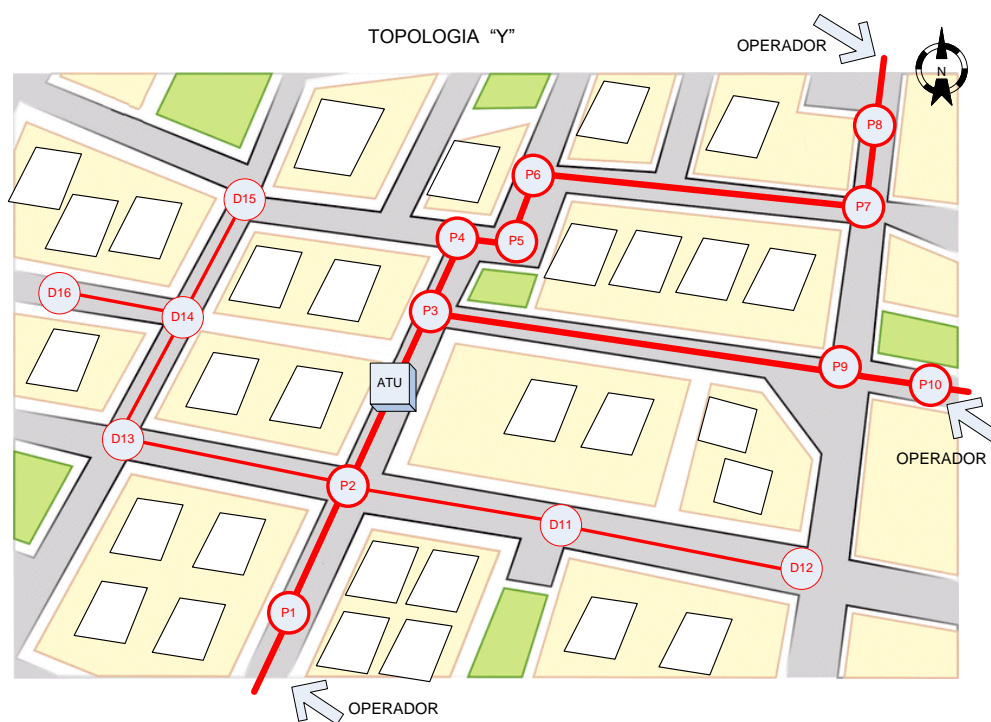 TOPOLOGIA “Y”
OPERADOR
N
P8
P6
D15
P7
P4
P5
D16
P3
D14
P9
ATU
P10
D13
OPERADOR
P2
D11
D12
P1
OPERADOR